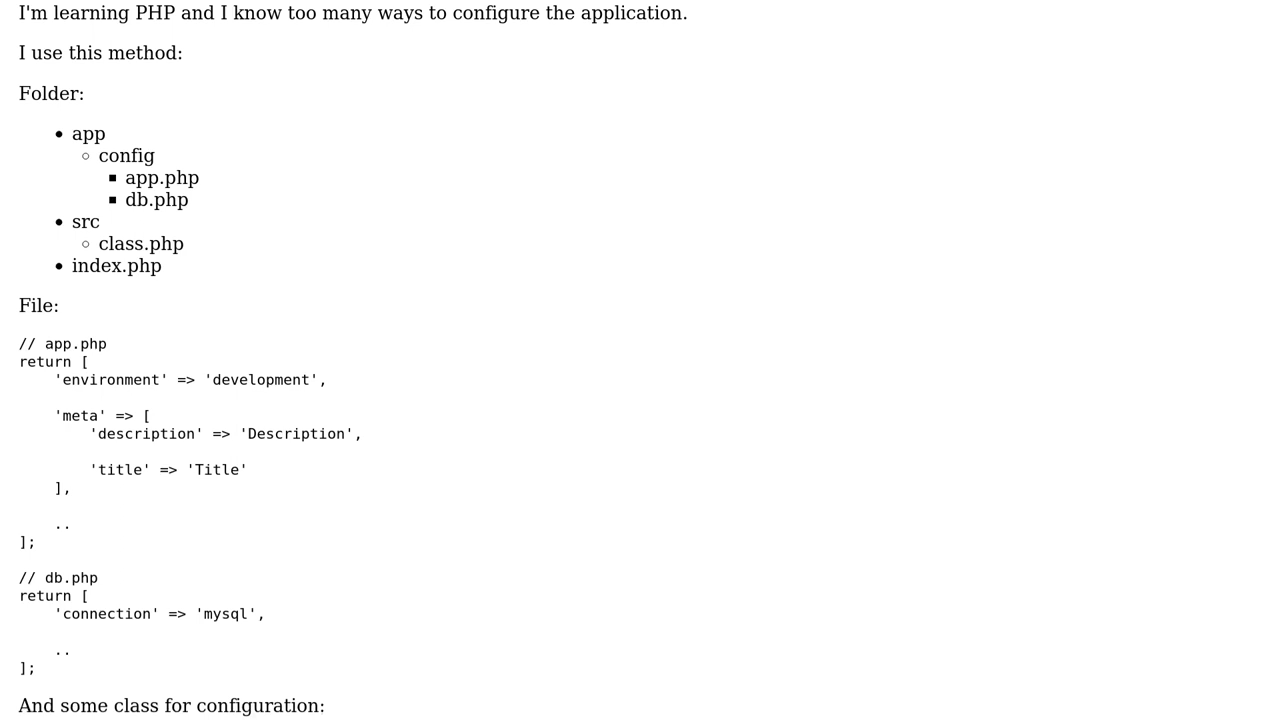 I'm learning PHP and I know too many ways to configure the application.
I use this method:
Folder:
app
config
app.php
db.php
src
class.php
index.php
File:
// app.php
return [
    'environment' => 'development',
    'meta' => [
        'description' => 'Description',
        'title' => 'Title'
    ],
    ..
];
// db.php
return [
    'connection' => 'mysql',
    ..
];
And some class for configuration: